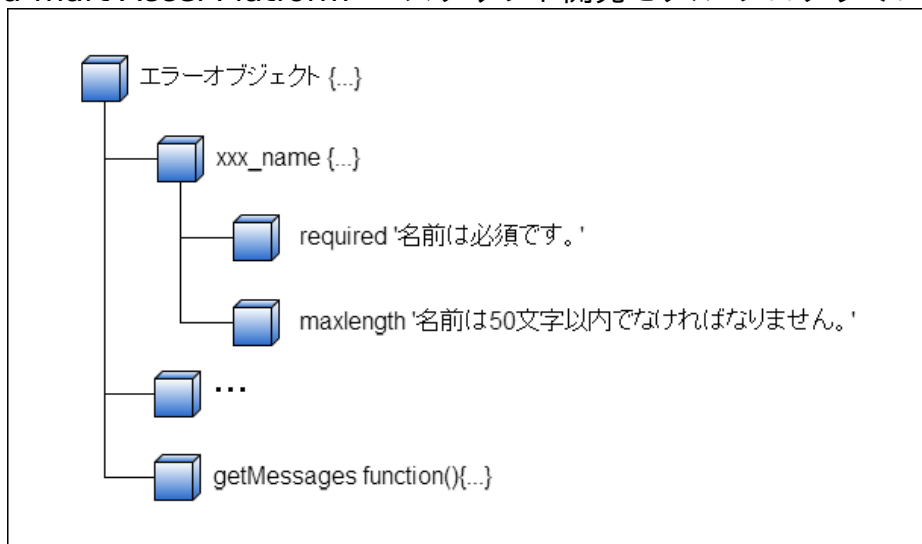 エラーオブジェクト {...}
xxx_name {...}
required '名前は必須です。'
maxlength '名前は50文字以内でなければなりません。'
...
getMessages function(){...}